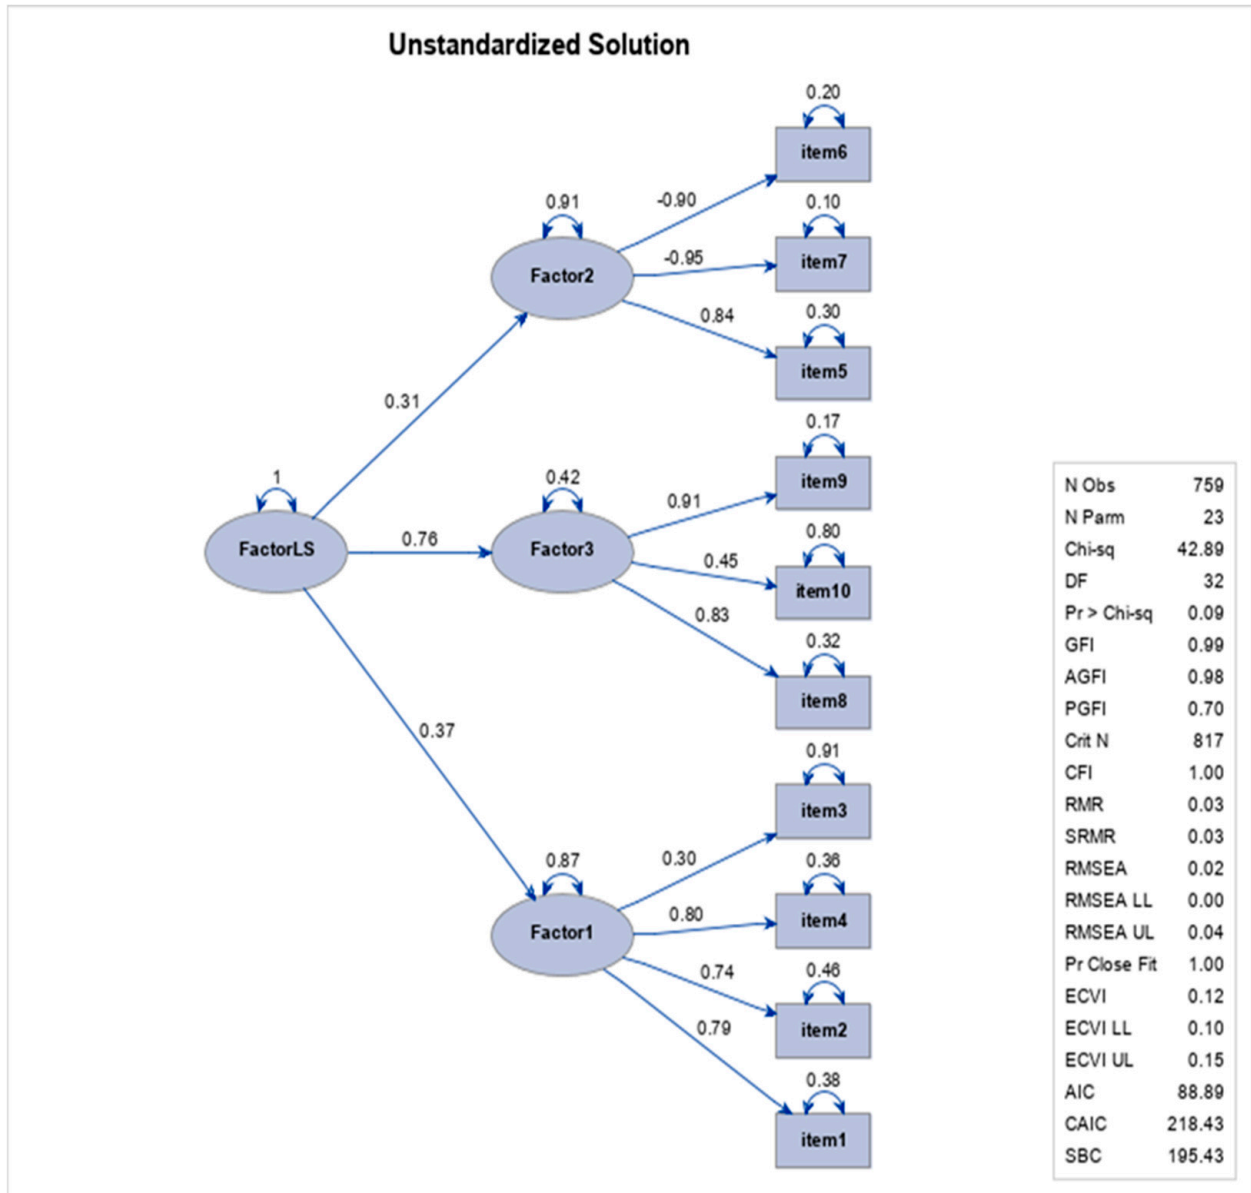 Unstandardized Solution
0.20
item6
-0.90
0.91
0.10
Factor2
-0.95
item7
0.84
0.30
item5
0.31
0.17
item9
1
0.42
0.91
FactorLS
0.76
Factor3
0.45
0.80
item10
0.83
0.32
item8
0.37
0.91
item3
0.87
0.30
0.36
Factor1
0.80
item4
0.74
0.46
item2
0.79
0.38
item1
N Obs 759
N Parm 23
Chi-sq 42.89
DF 32
Pr > Chi-sq 0.09
GFI 0.99
AGFI 0.98
PGFI 0.70
Crit N 817
CFI 1.00
RMR 0.03
SRMR 0.03
RMSEA 0.02
RMSEA LL 0.00
RMSEA UL 0.04
Pr Close Fit 1.00
ECVI 0.12
ECVI LL 0.10
ECVI UL 0.15
AIC 88.89
CAIC 218.43
SBC 195.43